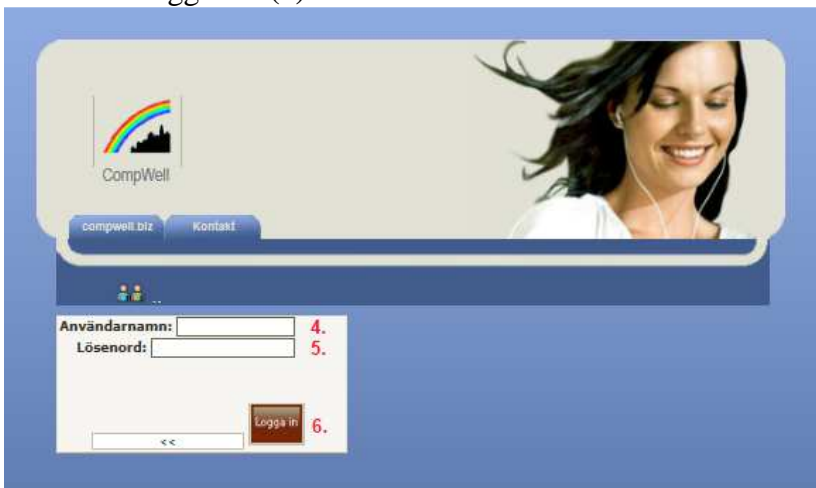 CompWell
compwell.biz Kontakt
..
Användarnamn: 4.
Lösenord: 5.
Logga in 6.
<<